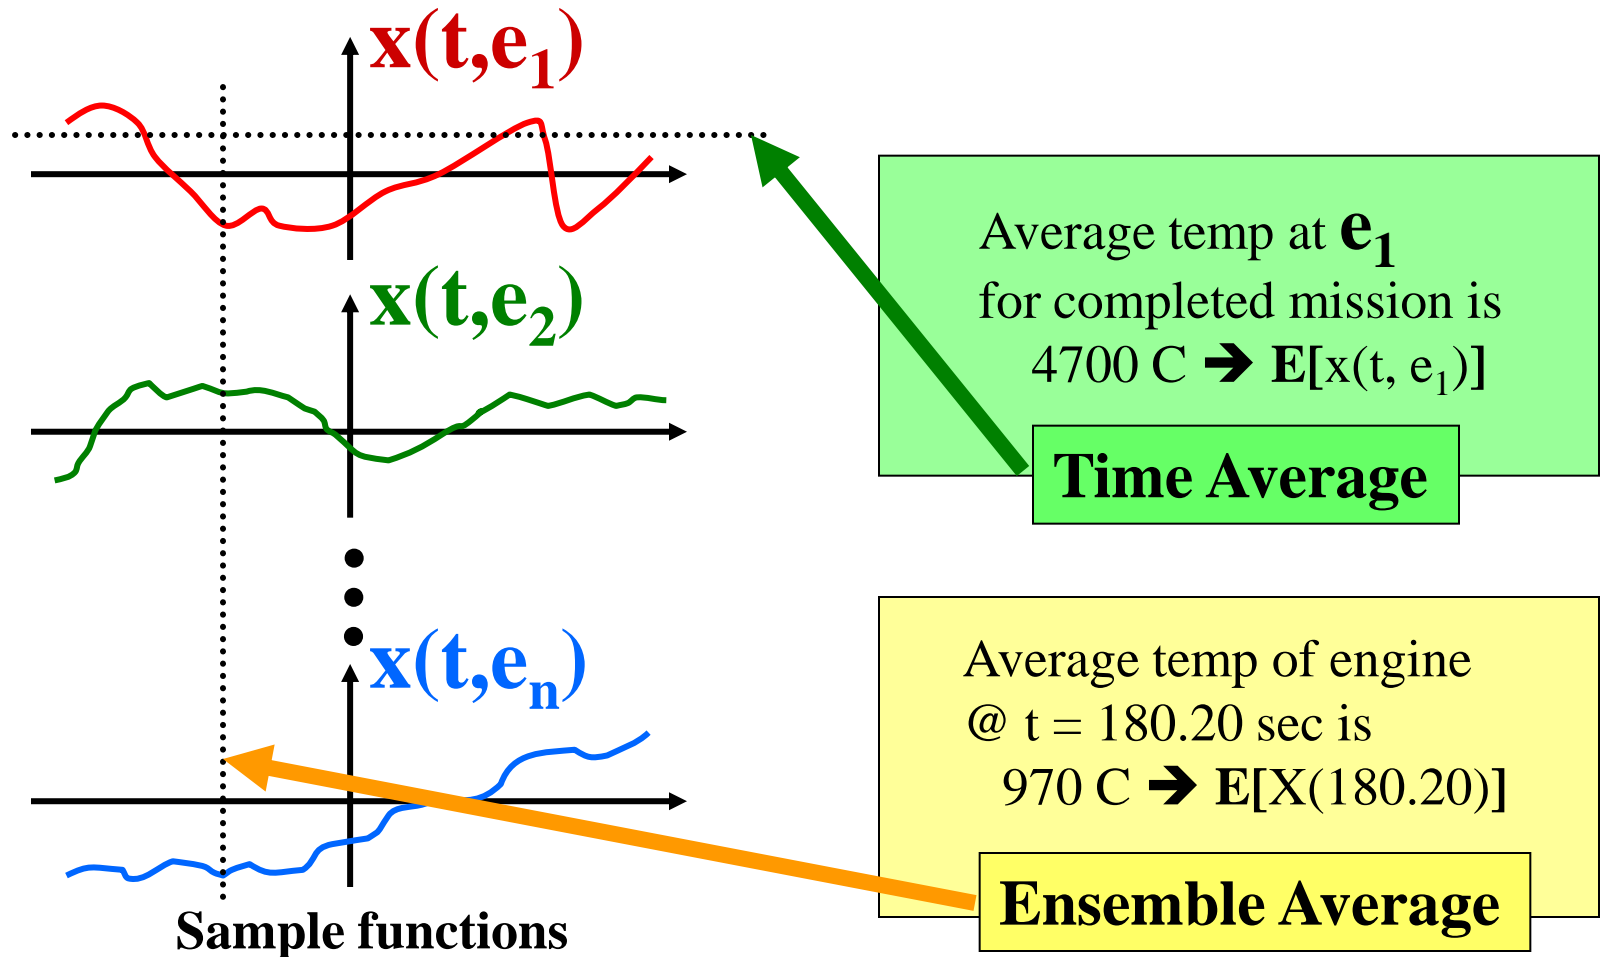 x(t,e1)
x(t,e2)
x(t,en)
Sample functions
Average temp at e1
for completed mission is
4700 C ➔ E[x(t, e1)]
Time Average
Average temp of engine
@ t = 180.20 sec is
970 C ➔ E[X(180.20)]
Ensemble Average